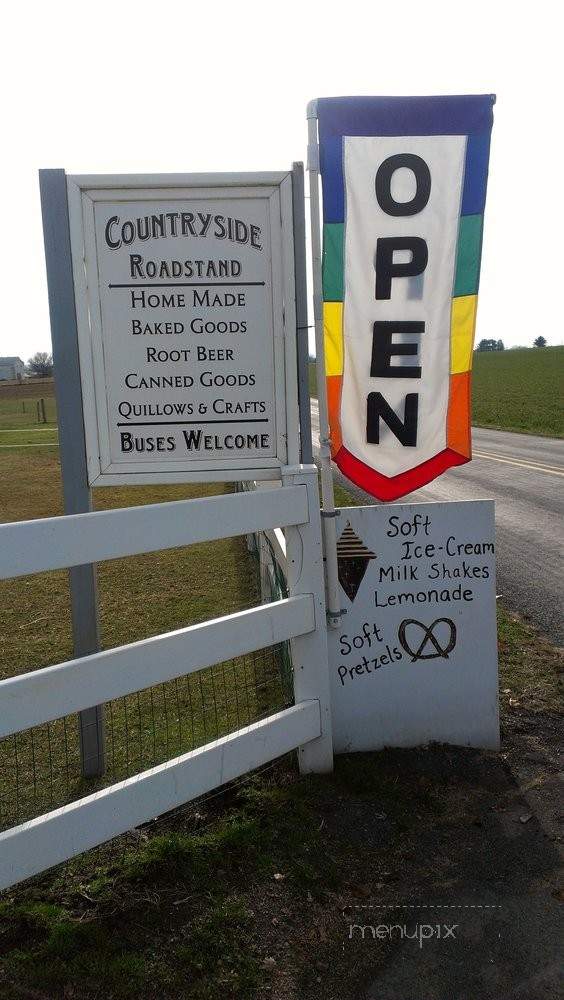 Countryside
Roadstand
Home Made
Baked Goods
Root Beer
Canned Goods
Quillows & Crafts
Buses Welcome
OPEN
Soft
Ice-Cream
Milk Shakes
Lemonade
Soft
Pretzels
menupix